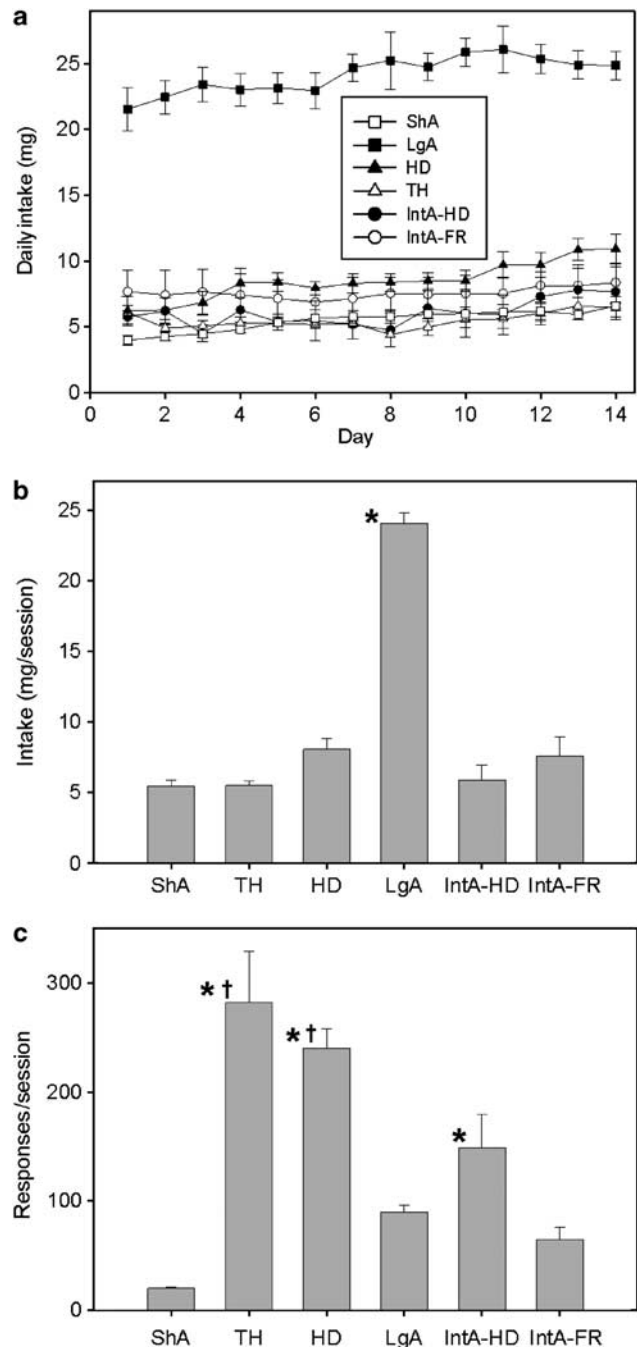 a
Daily intake (mg)
25
20
15
10
5
0
ShA
LgA
HD
TH
IntA-HD
IntA-FR
0 2 4 6 8 10 12 14
Day
b
Intake (mg/session)
25
20
15
10
5
0
*
ShA TH HD LgA IntA-HD IntA-FR
c
Responses/session
300
200
100
0
*†
*†
*
ShA TH HD LgA IntA-HD IntA-FR